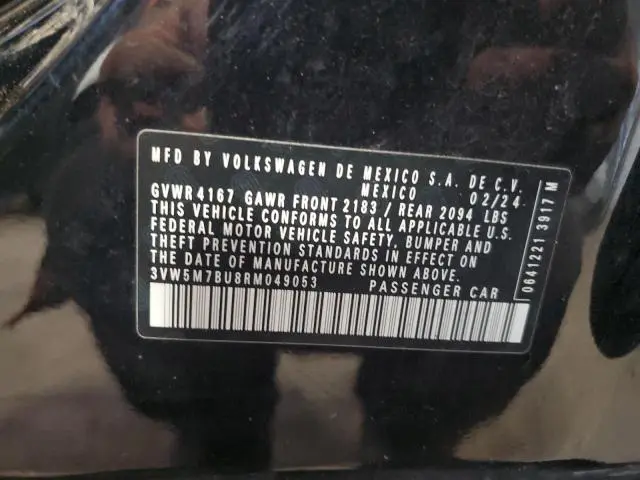 MFD BY VOLKSWAGEN DE MEXICO S.A. DE C.V.
MEXICO 02/24
GVWR 4167 GAWR FRONT 2183 / REAR 2094 LBS
THIS VEHICLE CONFORMS TO ALL APPLICABLE U.S.
FEDERAL MOTOR VEHICLE SAFETY, BUMPER AND
THEFT PREVENTION STANDARDS IN EFFECT ON
THE DATE OF MANUFACTURE SHOWN ABOVE.
3VW5M7BU8RM049053 PASSENGER CAR
0641221 3917 M